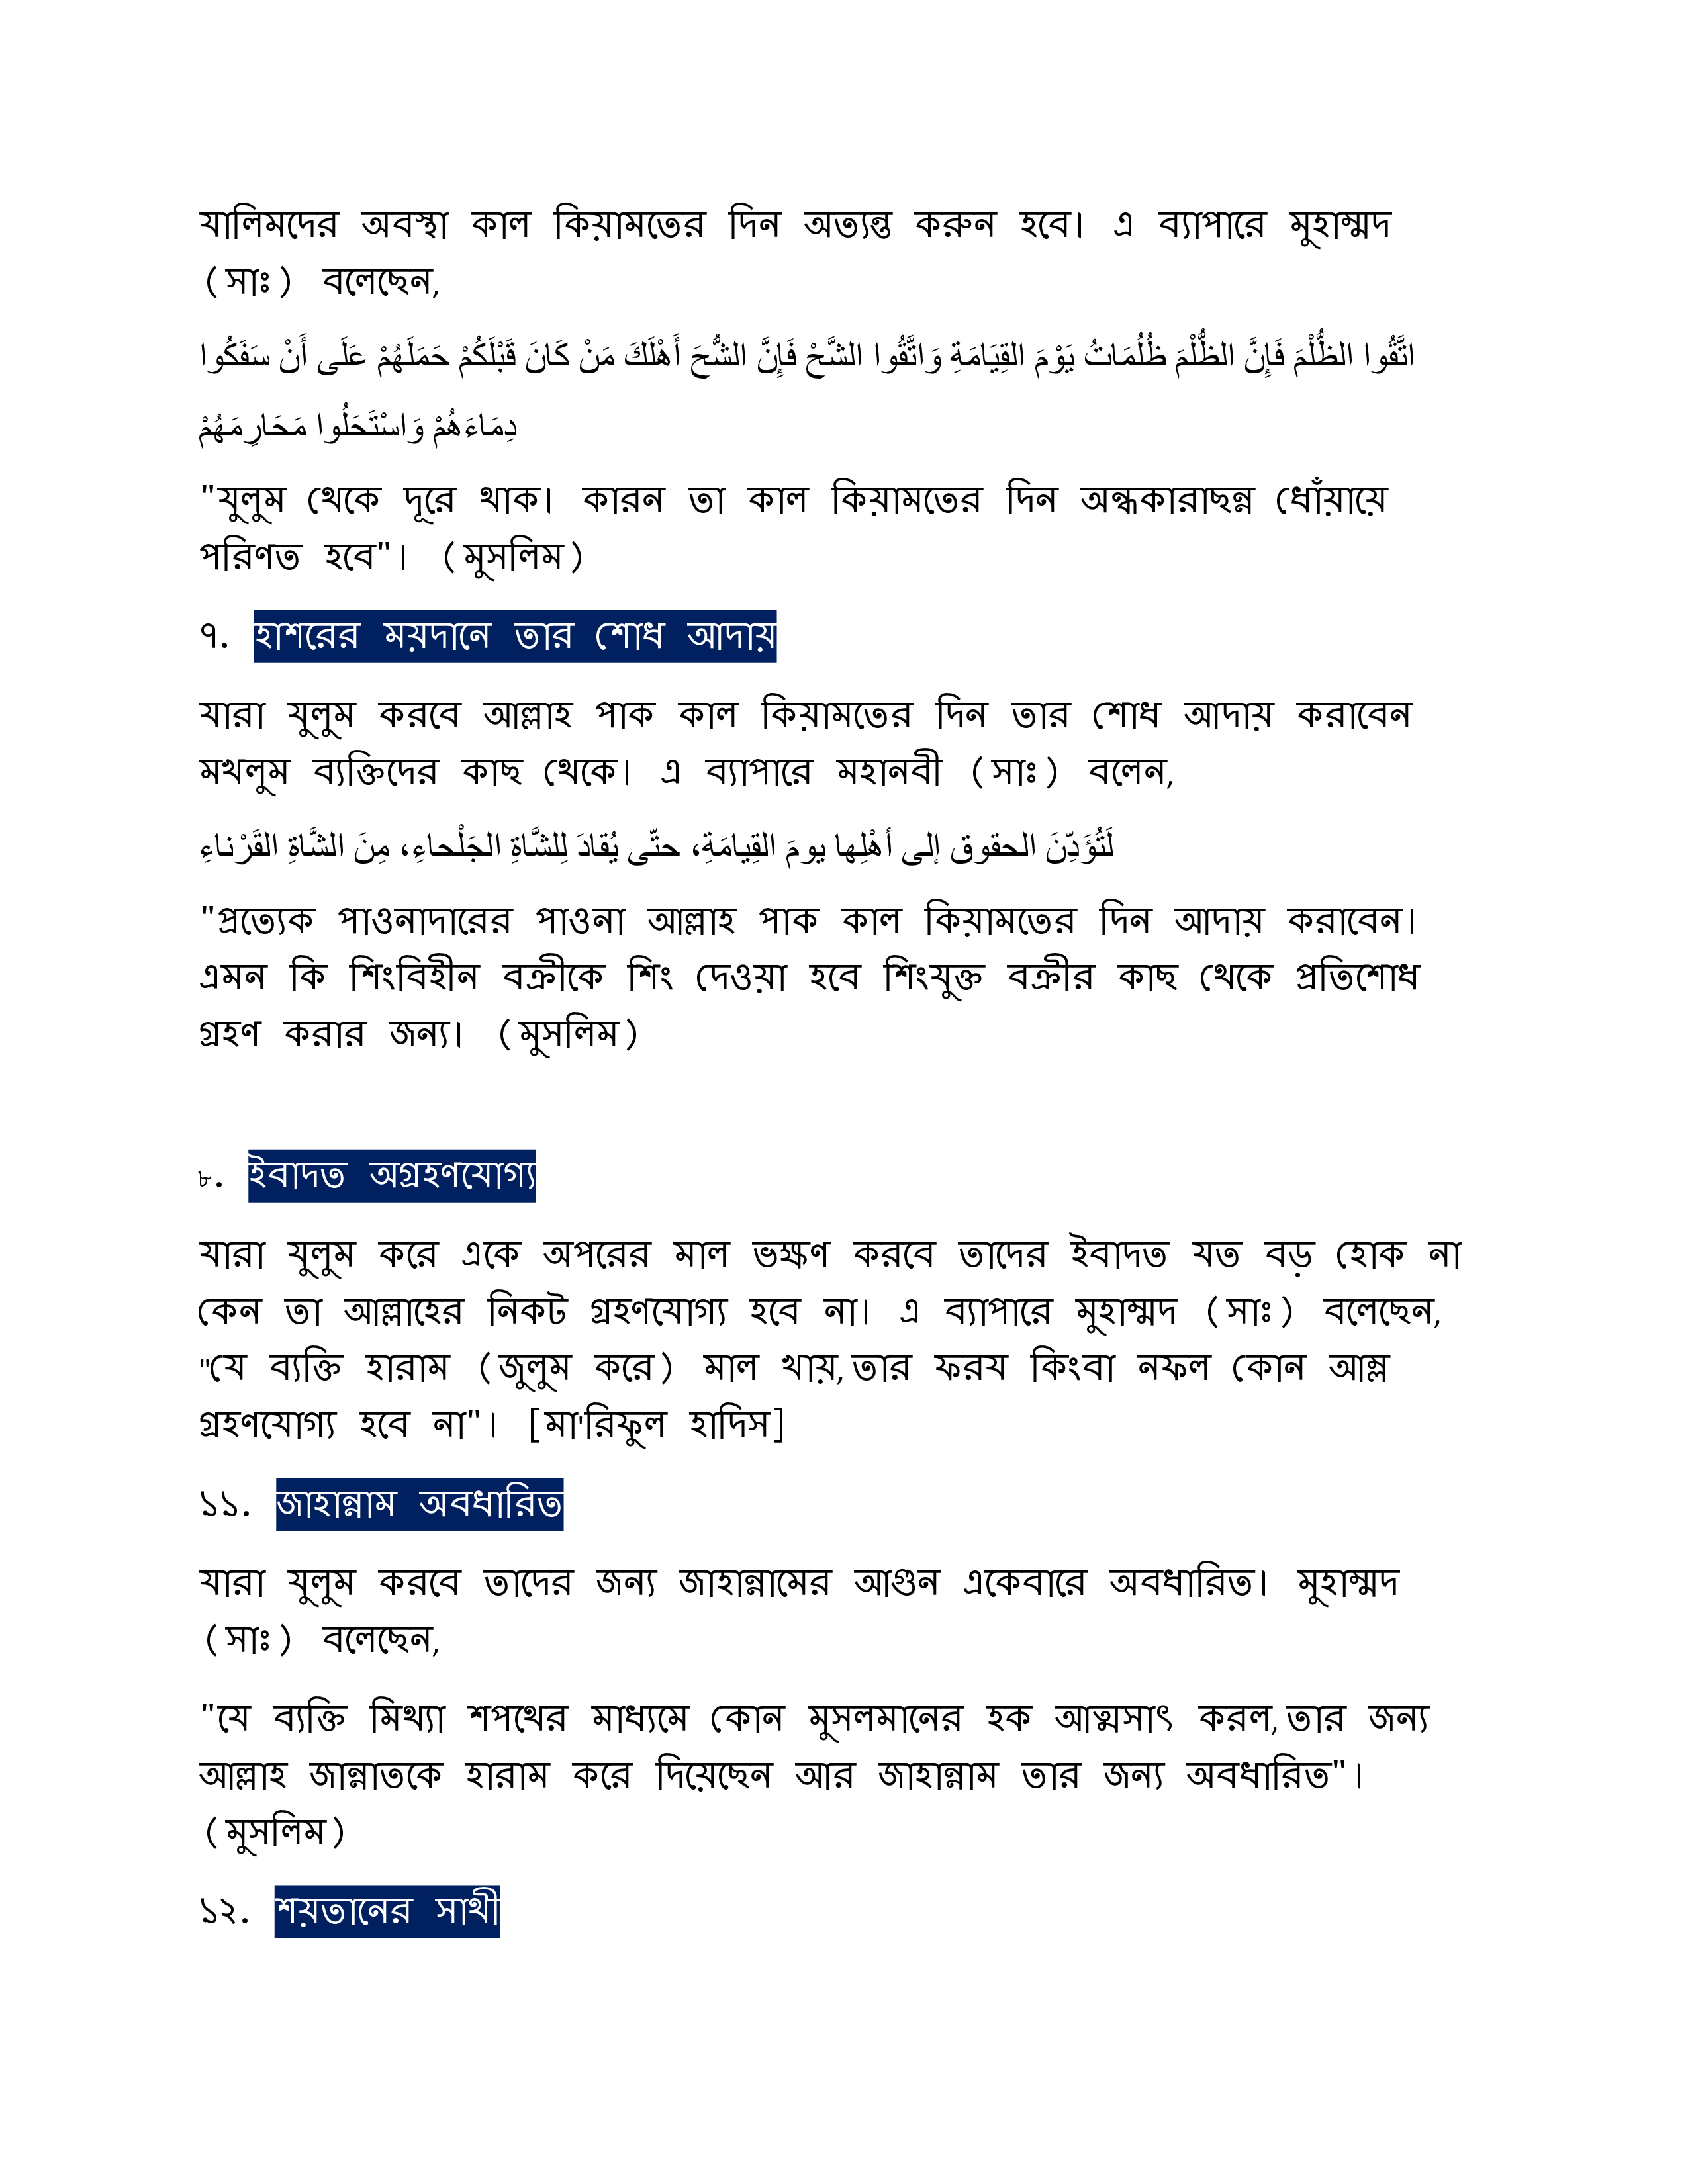 যালিমদের অবস্থা কাল কিয়ামতের দিন অত্যন্ত করুন হবে। এ ব্যাপারে মুহাম্মদ
(সাঃ) বলেছেন,
اتَّقُوا الظُّلْمَ فَإِنَّ الظُّلْمَ ظُلُمَاتُ يَوْمَ القِيَامَةِ وَاتَّقُوا الشَّحْ فَإِنَّ الشُّحَ أَهْلَكَ مَنْ كَانَ قَبْلَكُمْ حَمَلَهُمْ عَلَى أَنْ سَفَكُوا
دِمَاءَهُمْ وَاسْتَحَلُوا مَحَارِمَهُمْ
"যুলুম থেকে দূরে থাক। কারন তা কাল কিয়ামতের দিন অন্ধকারাছন্ন ধোঁয়ায়ে
পরিণত হবে"। (মুসলিম)
৭. হাশরের ময়দানে তার শোধ আদায়
যারা যুলুম করবে আল্লাহ পাক কাল কিয়ামতের দিন তার শোধ আদায় করাবেন
মখলুম ব্যক্তিদের কাছ থেকে। এ ব্যাপারে মহানবী (সাঃ) বলেন,
لَتُؤَدِّنَ الحقوق إلى أهْلِها يومَ القِيامَةِ، حتّى يُقادَ لِلشَّاةِ الجَلْحاءِ، مِنَ الشَّاةِ القَرْناءِ
"প্রত্যেক পাওনাদারের পাওনা আল্লাহ পাক কাল কিয়ামতের দিন আদায় করাবেন।
এমন কি শিংবিহীন বক্রীকে শিং দেওয়া হবে শিংযুক্ত বক্রীর কাছ থেকে প্রতিশোধ
গ্রহণ করার জন্য। (মুসলিম)
৮. ইবাদত অগ্রহণযোগ্য
যারা যুলুম করে একে অপরের মাল ভক্ষণ করবে তাদের ইবাদত যত বড় হোক না
কেন তা আল্লাহের নিকট গ্রহণযোগ্য হবে না। এ ব্যাপারে মুহাম্মদ (সাঃ) বলেছেন,
"যে ব্যক্তি হারাম (জুলুম করে) মাল খায়,তার ফরয কিংবা নফল কোন আম্ল
গ্রহণযোগ্য হবে না"। [মা'রিফুল হাদিস]
১১. জাহান্নাম অবধারিত
যারা যুলুম করবে তাদের জন্য জাহান্নামের আগুন একেবারে অবধারিত। মুহাম্মদ
(সাঃ) বলেছেন,
"যে ব্যক্তি মিথ্যা শপথের মাধ্যমে কোন মুসলমানের হক আত্মসাৎ করল,তার জন্য
আল্লাহ জান্নাতকে হারাম করে দিয়েছেন আর জাহান্নাম তার জন্য অবধারিত"।
(মুসলিম)
১২. শয়তানের সাথী